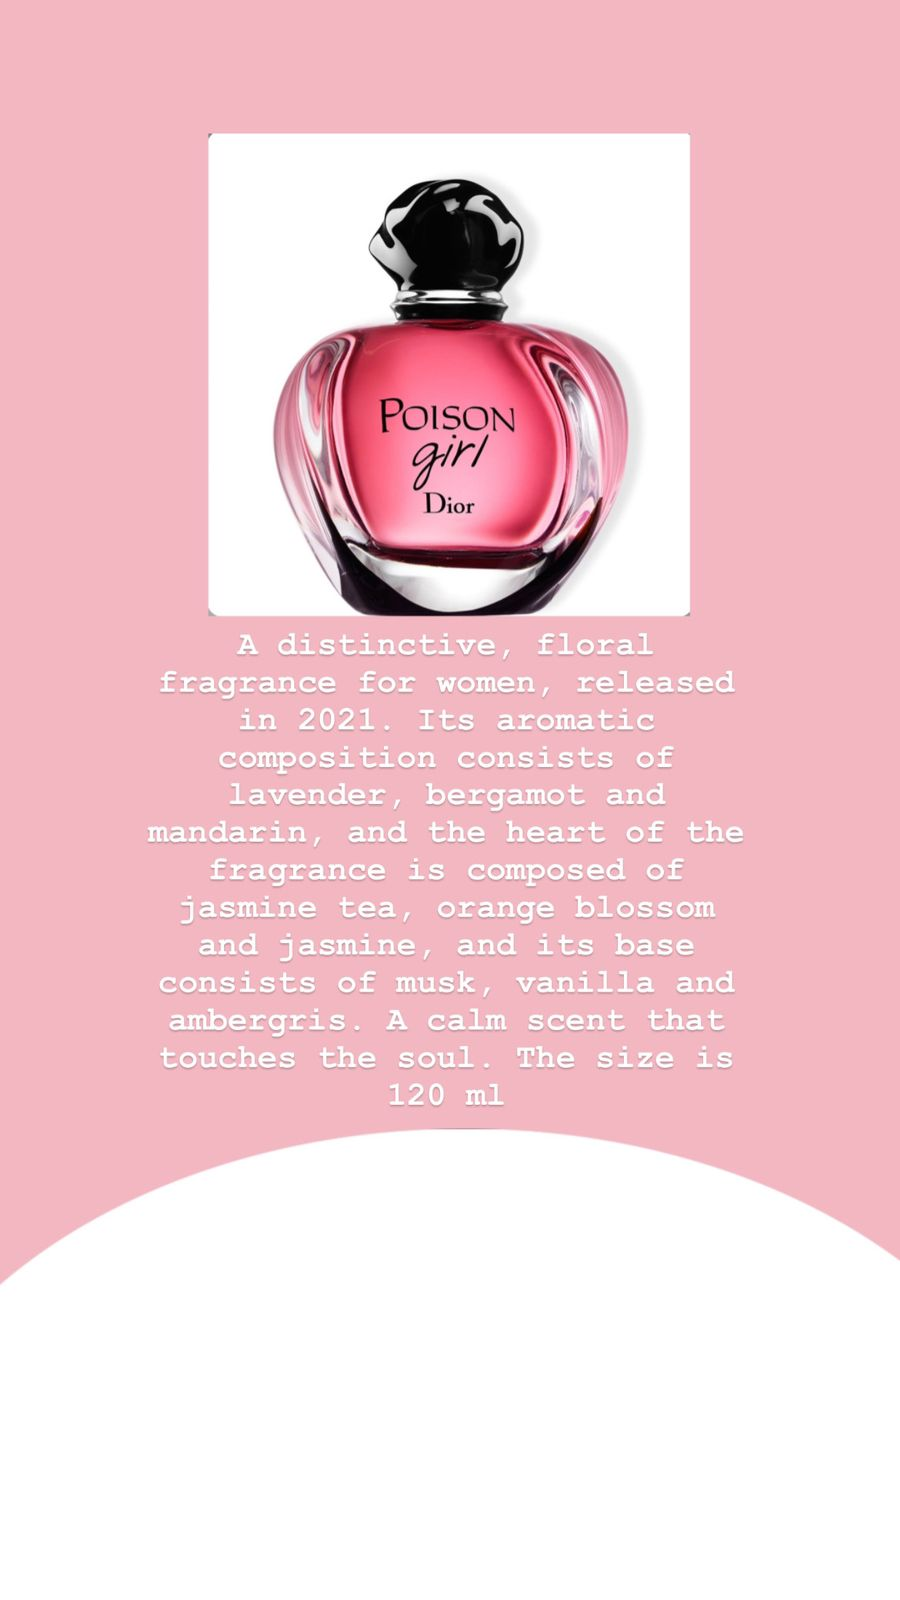 POISON
girl
Dior
A distinctive, floral
fragrance for women, released
in 2021. Its aromatic
composition consists of
lavender, bergamot and
mandarin, and the heart of the
fragrance is composed of
jasmine tea, orange blossom
and jasmine, and its base
consists of musk, vanilla and
ambergris. A calm scent that
touches the soul. The size is
120 ml